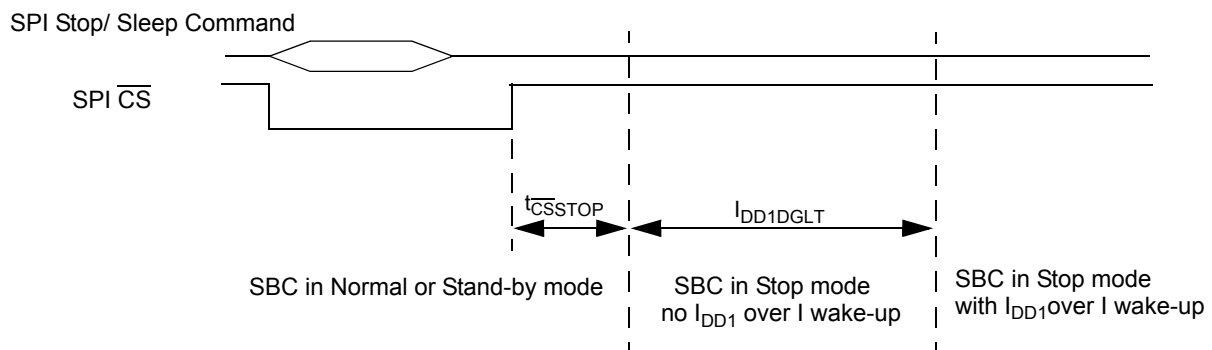 SPI Stop/ Sleep Command
SPI CS
tCSSTOP
IDD1DGLT
SBC in Normal or Stand-by mode
SBC in Stop mode
no IDD1 over I wake-up
SBC in Stop mode
with IDD1over I wake-up